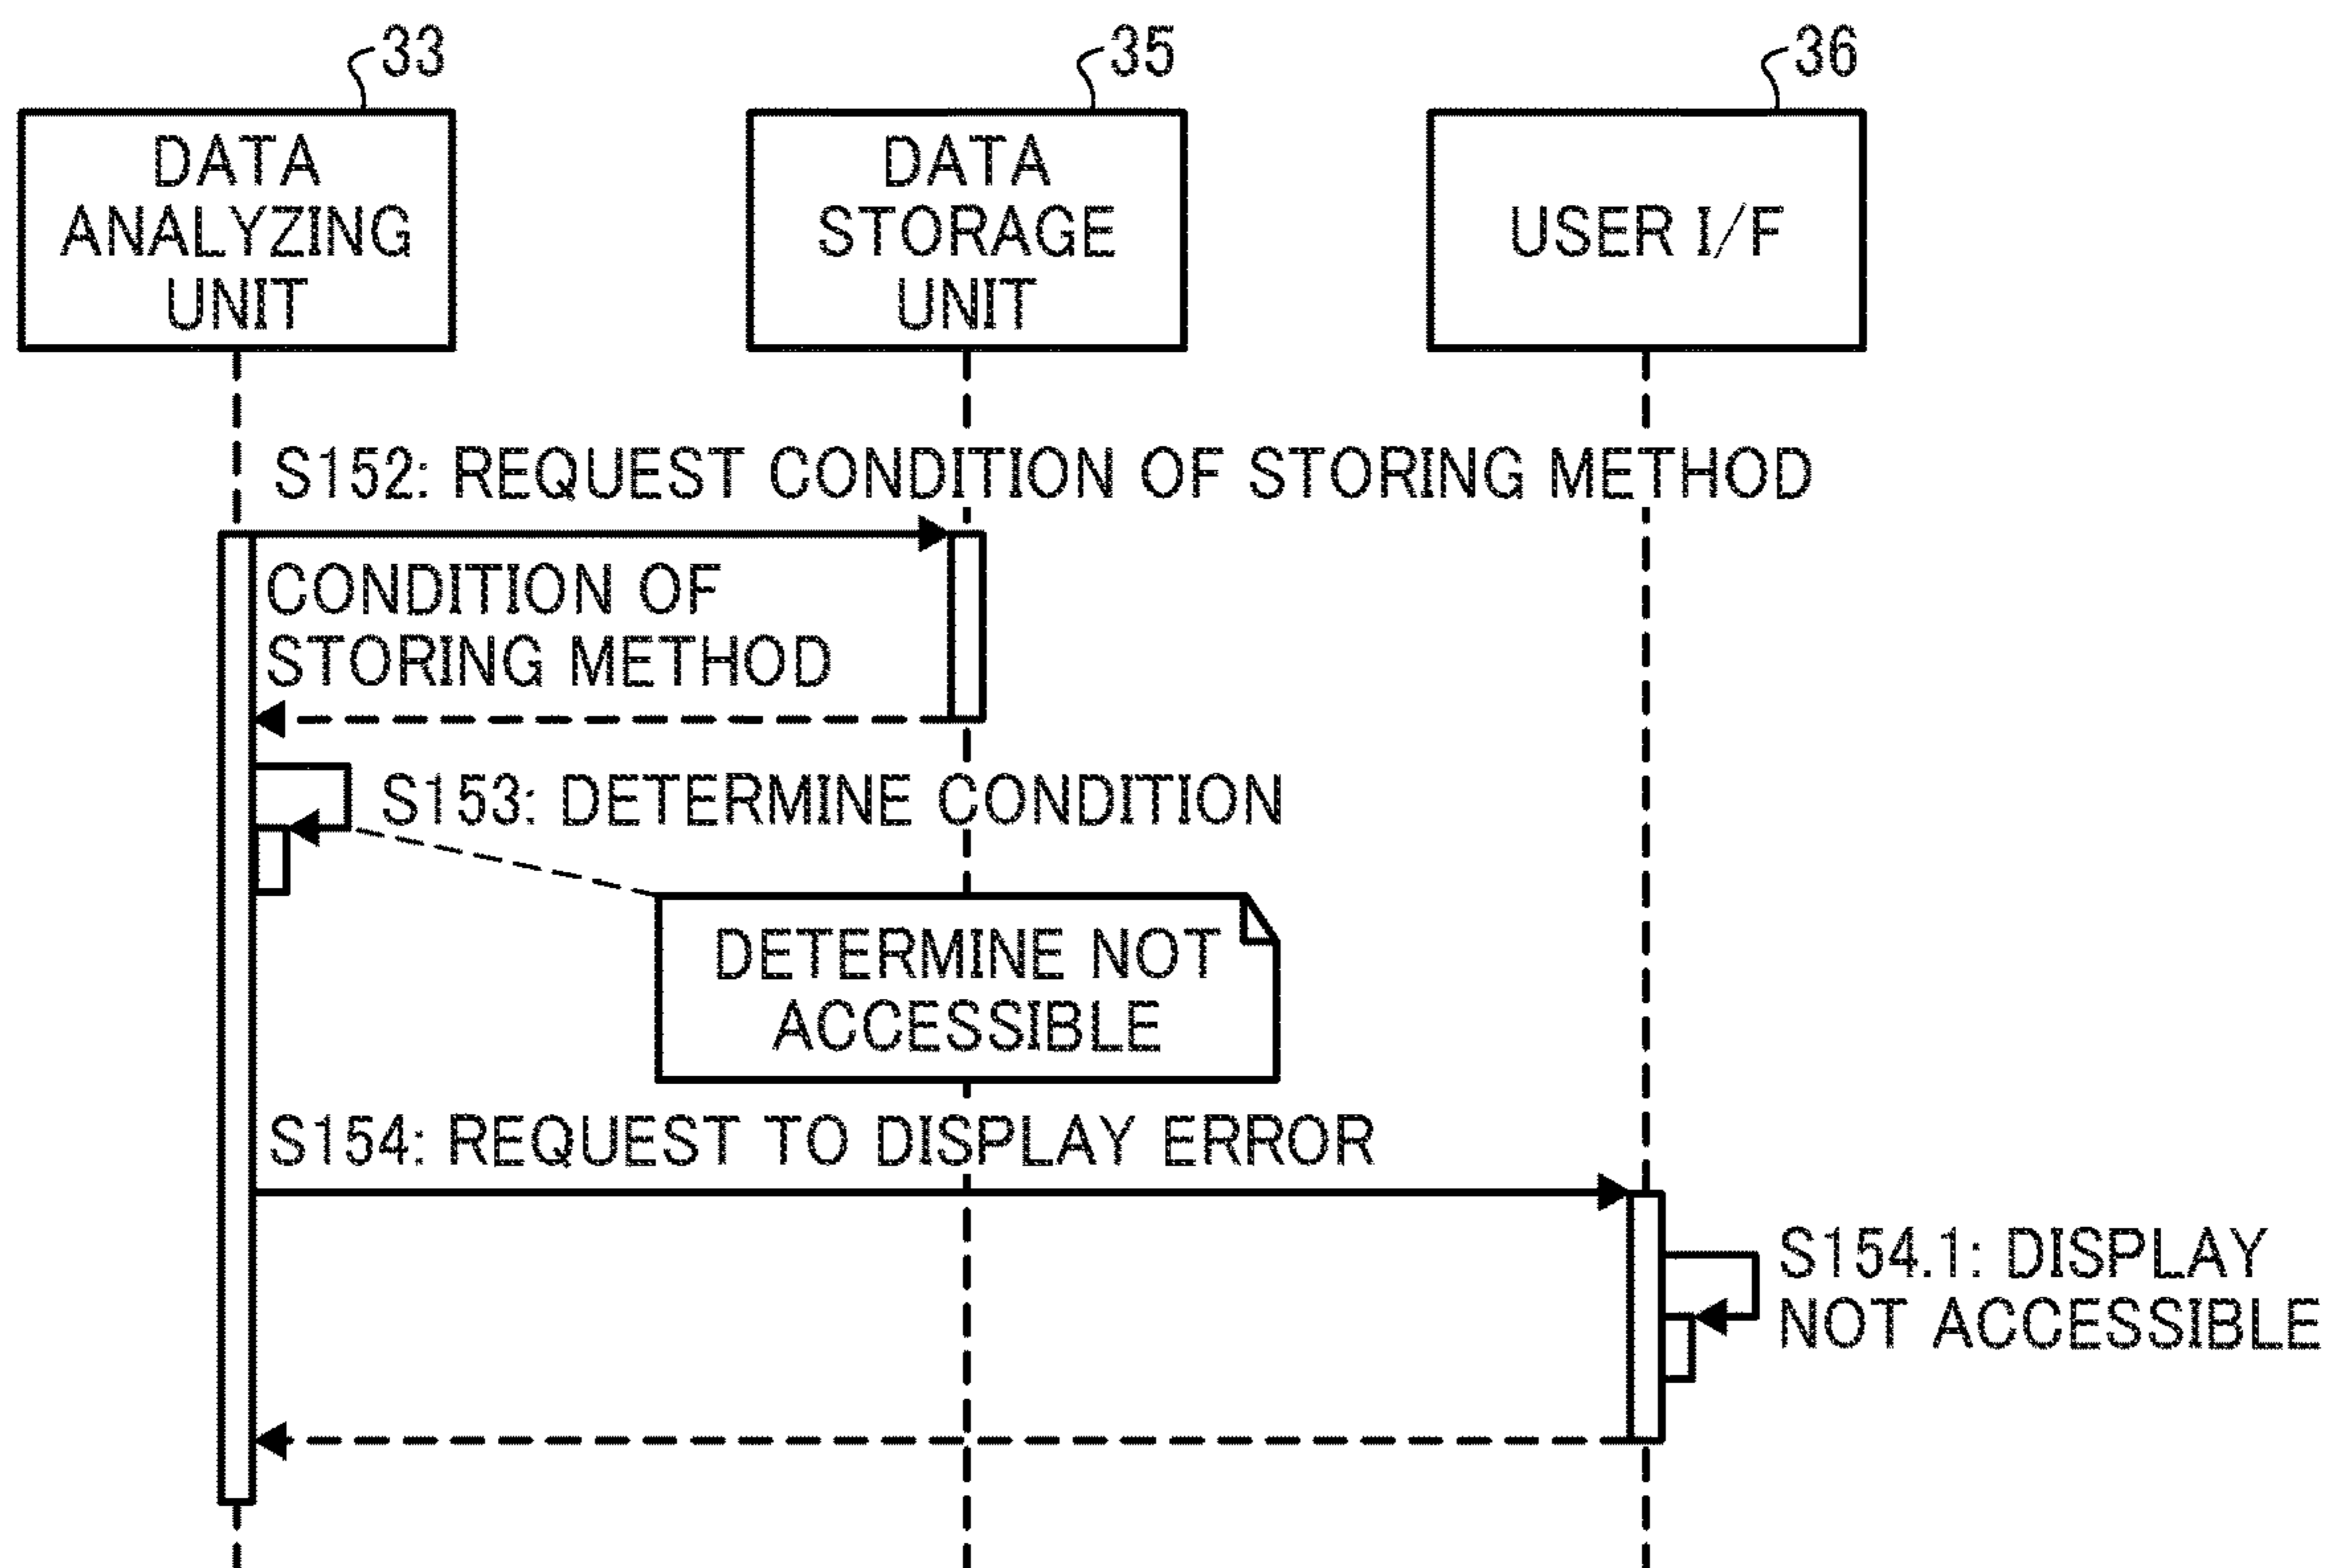 33
35
36
DATA
ANALYZING
UNIT
DATA
STORAGE
UNIT
USER I/F
S152: REQUEST CONDITION OF STORING METHOD
CONDITION OF
STORING METHOD
S153: DETERMINE CONDITION
DETERMINE NOT
ACCESSIBLE
S154: REQUEST TO DISPLAY ERROR
S154.1: DISPLAY
NOT ACCESSIBLE